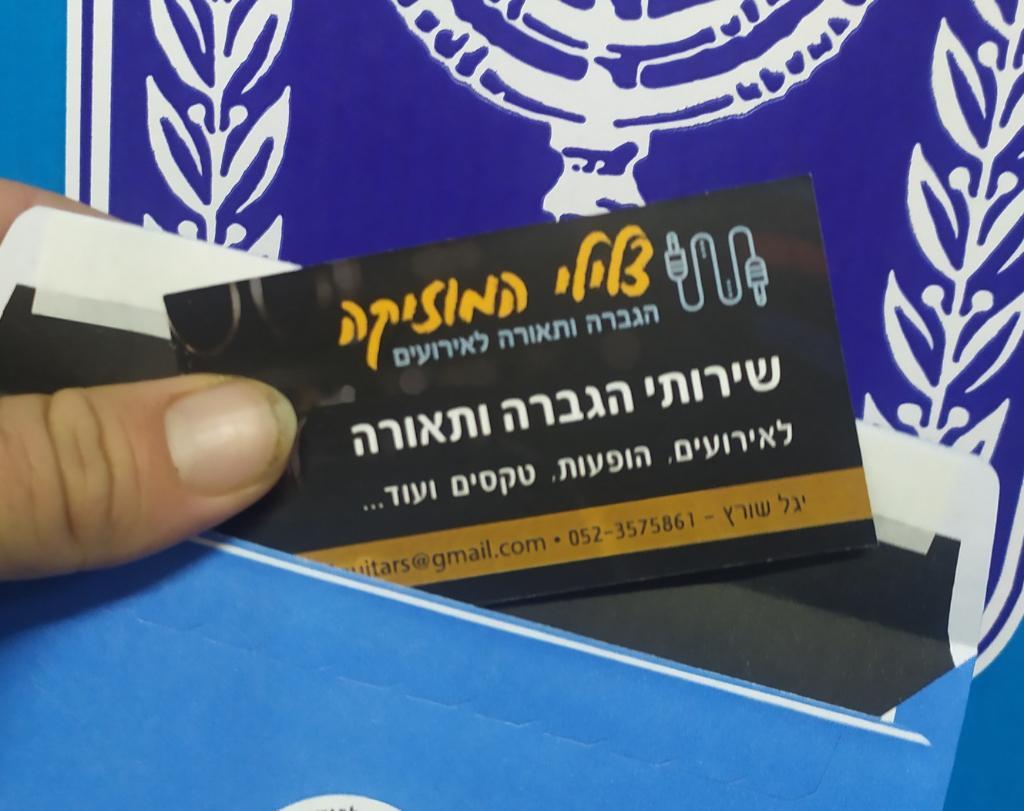 צלילי המוזיקה
הגברה ותאורה לאירועים
שירותי הגברה ותאורה
לאירועים, הופעות, טקסים ועוד...
יגל שורץ - 052-3575861 • uitars@gmail.com